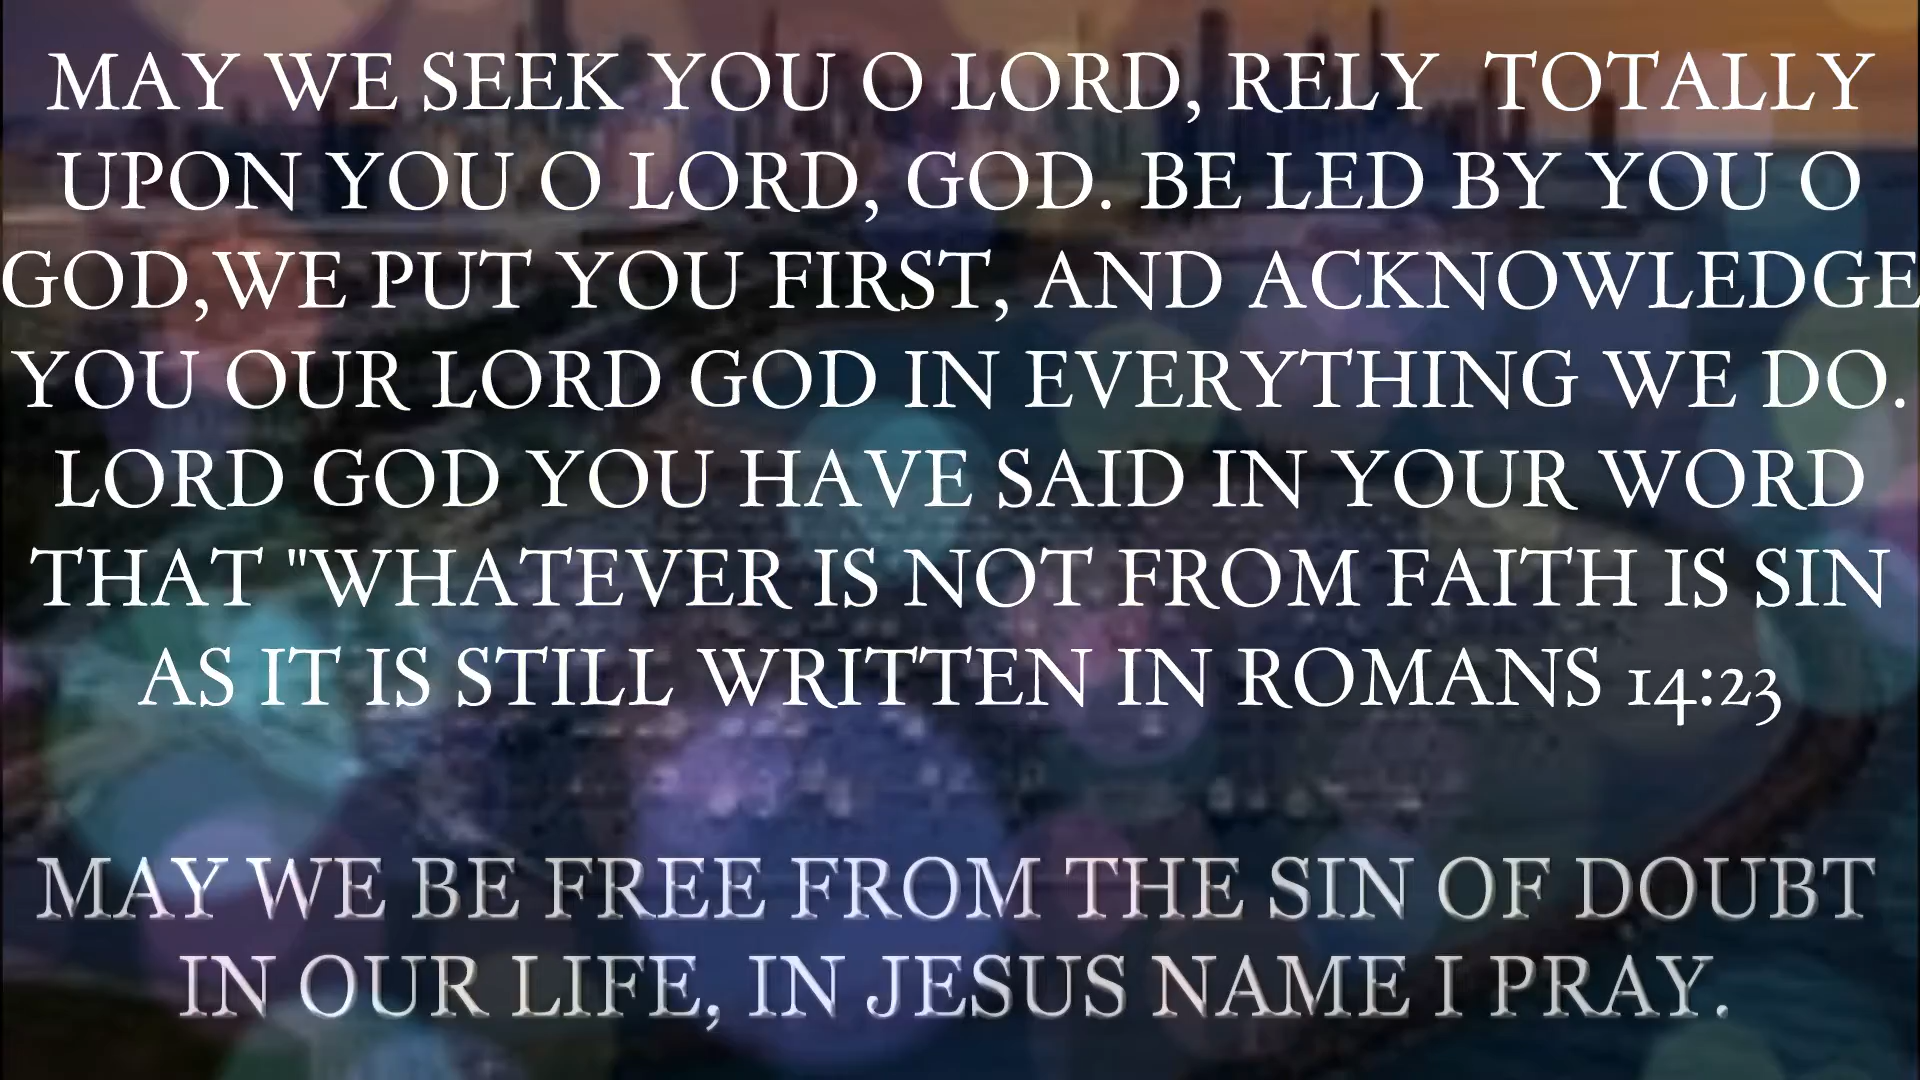 MAY WE SEEK YOU O LORD, RELY  TOTALLY
UPON YOU O LORD, GOD. BE LED BY YOU O
GOD,WE PUT YOU FIRST, AND ACKNOWLEDGE
YOU OUR LORD GOD IN EVERYTHING WE DO.
LORD GOD YOU HAVE SAID IN YOUR WORD
THAT "WHATEVER IS NOT FROM FAITH IS SIN
AS IT IS STILL WRITTEN IN ROMANS 14:23
MAY WE BE FREE FROM THE SIN OF DOUBT
IN OUR LIFE, IN JESUS NAME I PRAY.